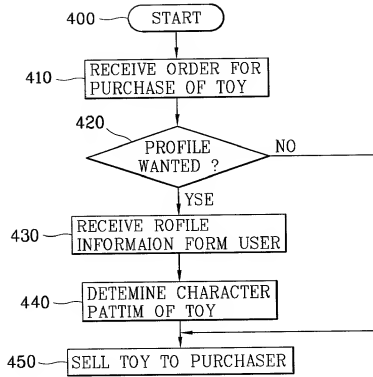 400
START
410
RECEIVE ORDER FOR
PURCHASE OF TOY
420
PROFILE
WANTED ?
NO
YSE
430
RECEIVE ROFILE
INFORMAION FORM USER
440
DETEMINE CHARACTER
PATTIM OF TOY
450
SELL TOY TO PURCHASER